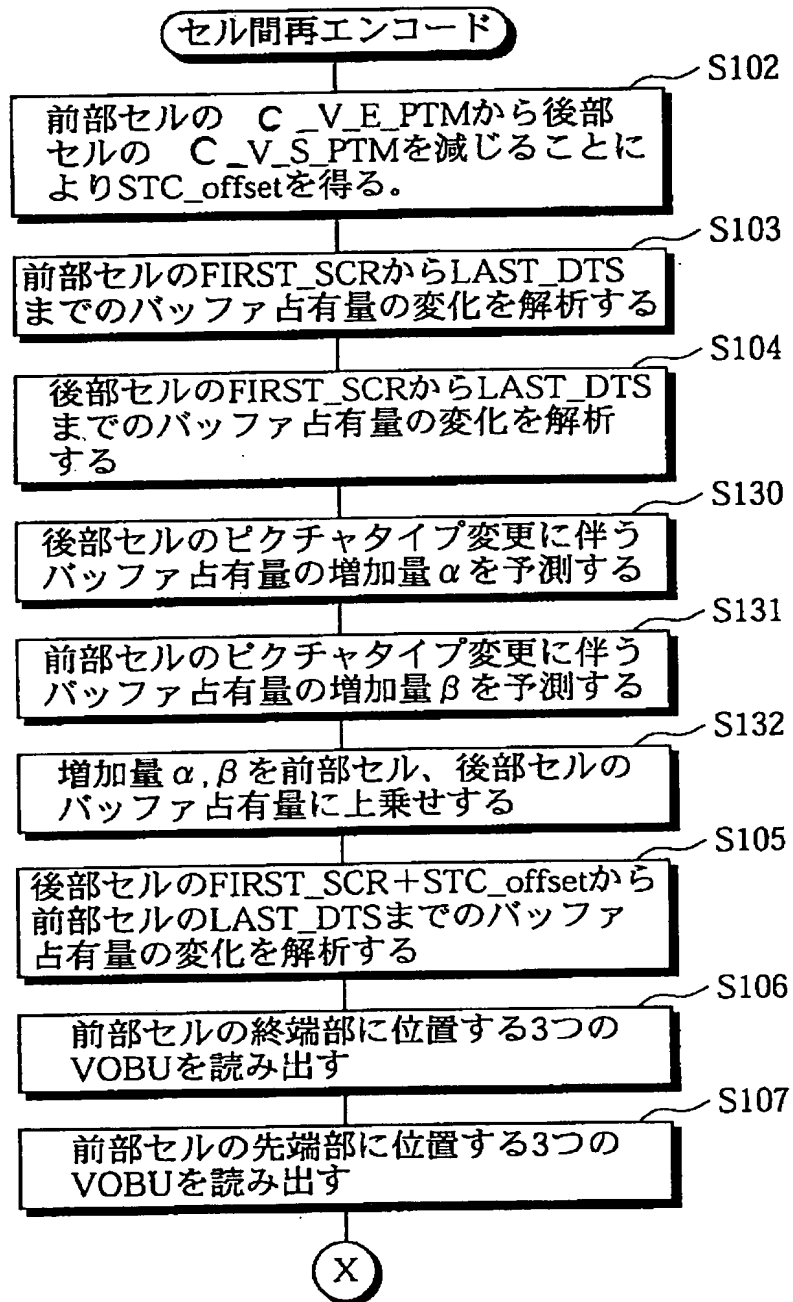 セル間再エンコード
S102
前部セルの C_V_E_PTMから後部
セルの C_V_S_PTMを減じることに
よりSTC_offsetを得る。
S103
前部セルのFIRST_SCRからLAST_DTS
までのバッファ占有量の変化を解析する
S104
後部セルのFIRST_SCRからLAST_DTS
までのバッファ占有量の変化を解析
する
S130
後部セルのピクチャタイプ変更に伴う
バッファ占有量の増加量αを予測する
S131
前部セルのピクチャタイプ変更に伴う
バッファ占有量の増加量βを予測する
S132
増加量α,βを前部セル、後部セルの
バッファ占有量に上乗せする
S105
後部セルのFIRST_SCR+STC_offsetから
前部セルのLAST_DTSまでのバッファ
占有量の変化を解析する
S106
前部セルの終端部に位置する3つの
VOBUを読み出す
S107
前部セルの先端部に位置する3つの
VOBUを読み出す
X